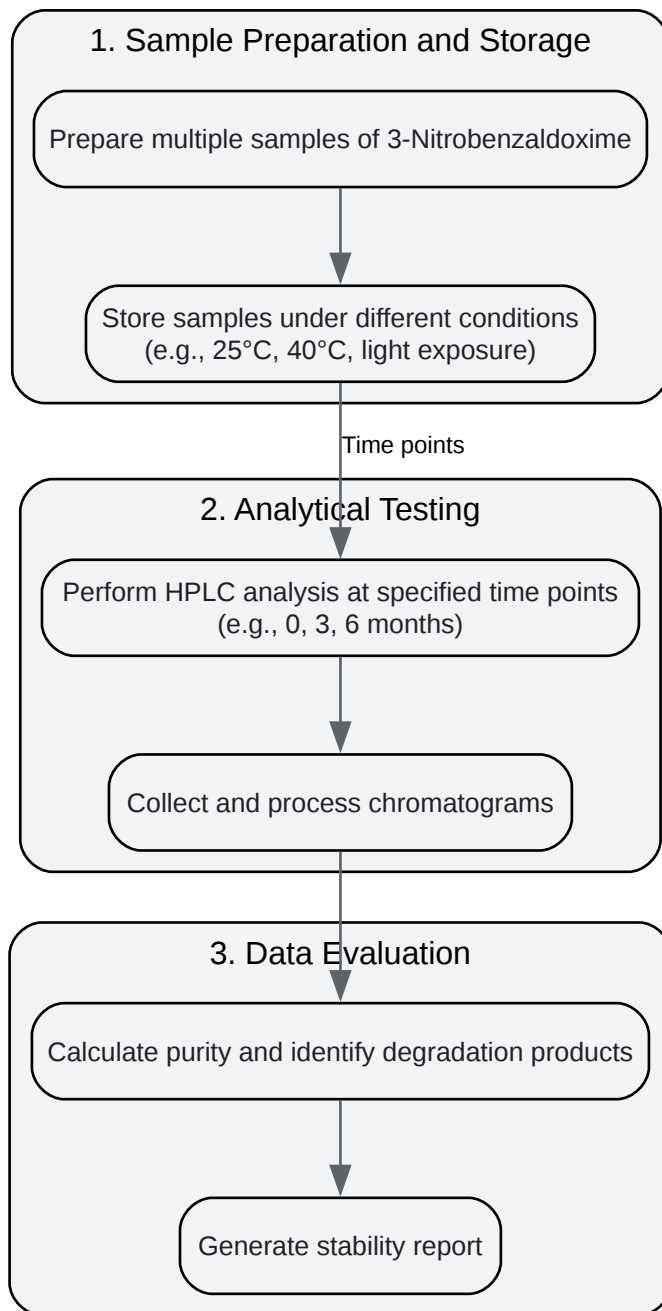 1. Sample Preparation and Storage
Prepare multiple samples of 3-Nitrobenzaldoxime
Store samples under different conditions
(e.g., 25°C, 40°C, light exposure)
Time points
2. Analytical Testing
Perform HPLC analysis at specified time points
(e.g., 0, 3, 6 months)
Collect and process chromatograms
3. Data Evaluation
Calculate purity and identify degradation products
Generate stability report